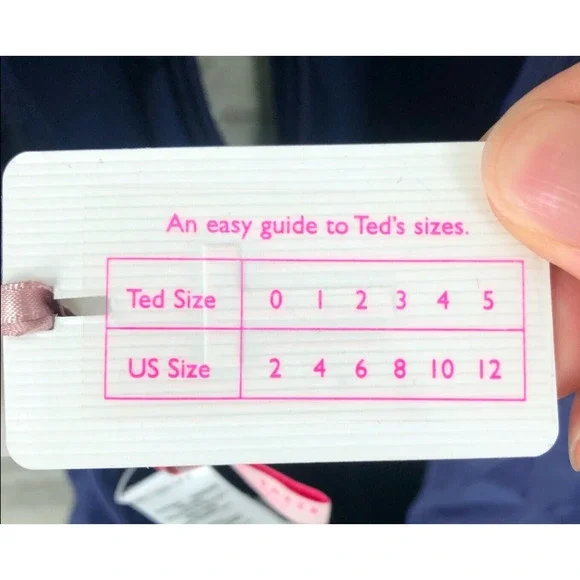 An easy guide to Ted's sizes.
Ted Size 0 1 2 3 4 5
US Size 2 4 6 8 10 12